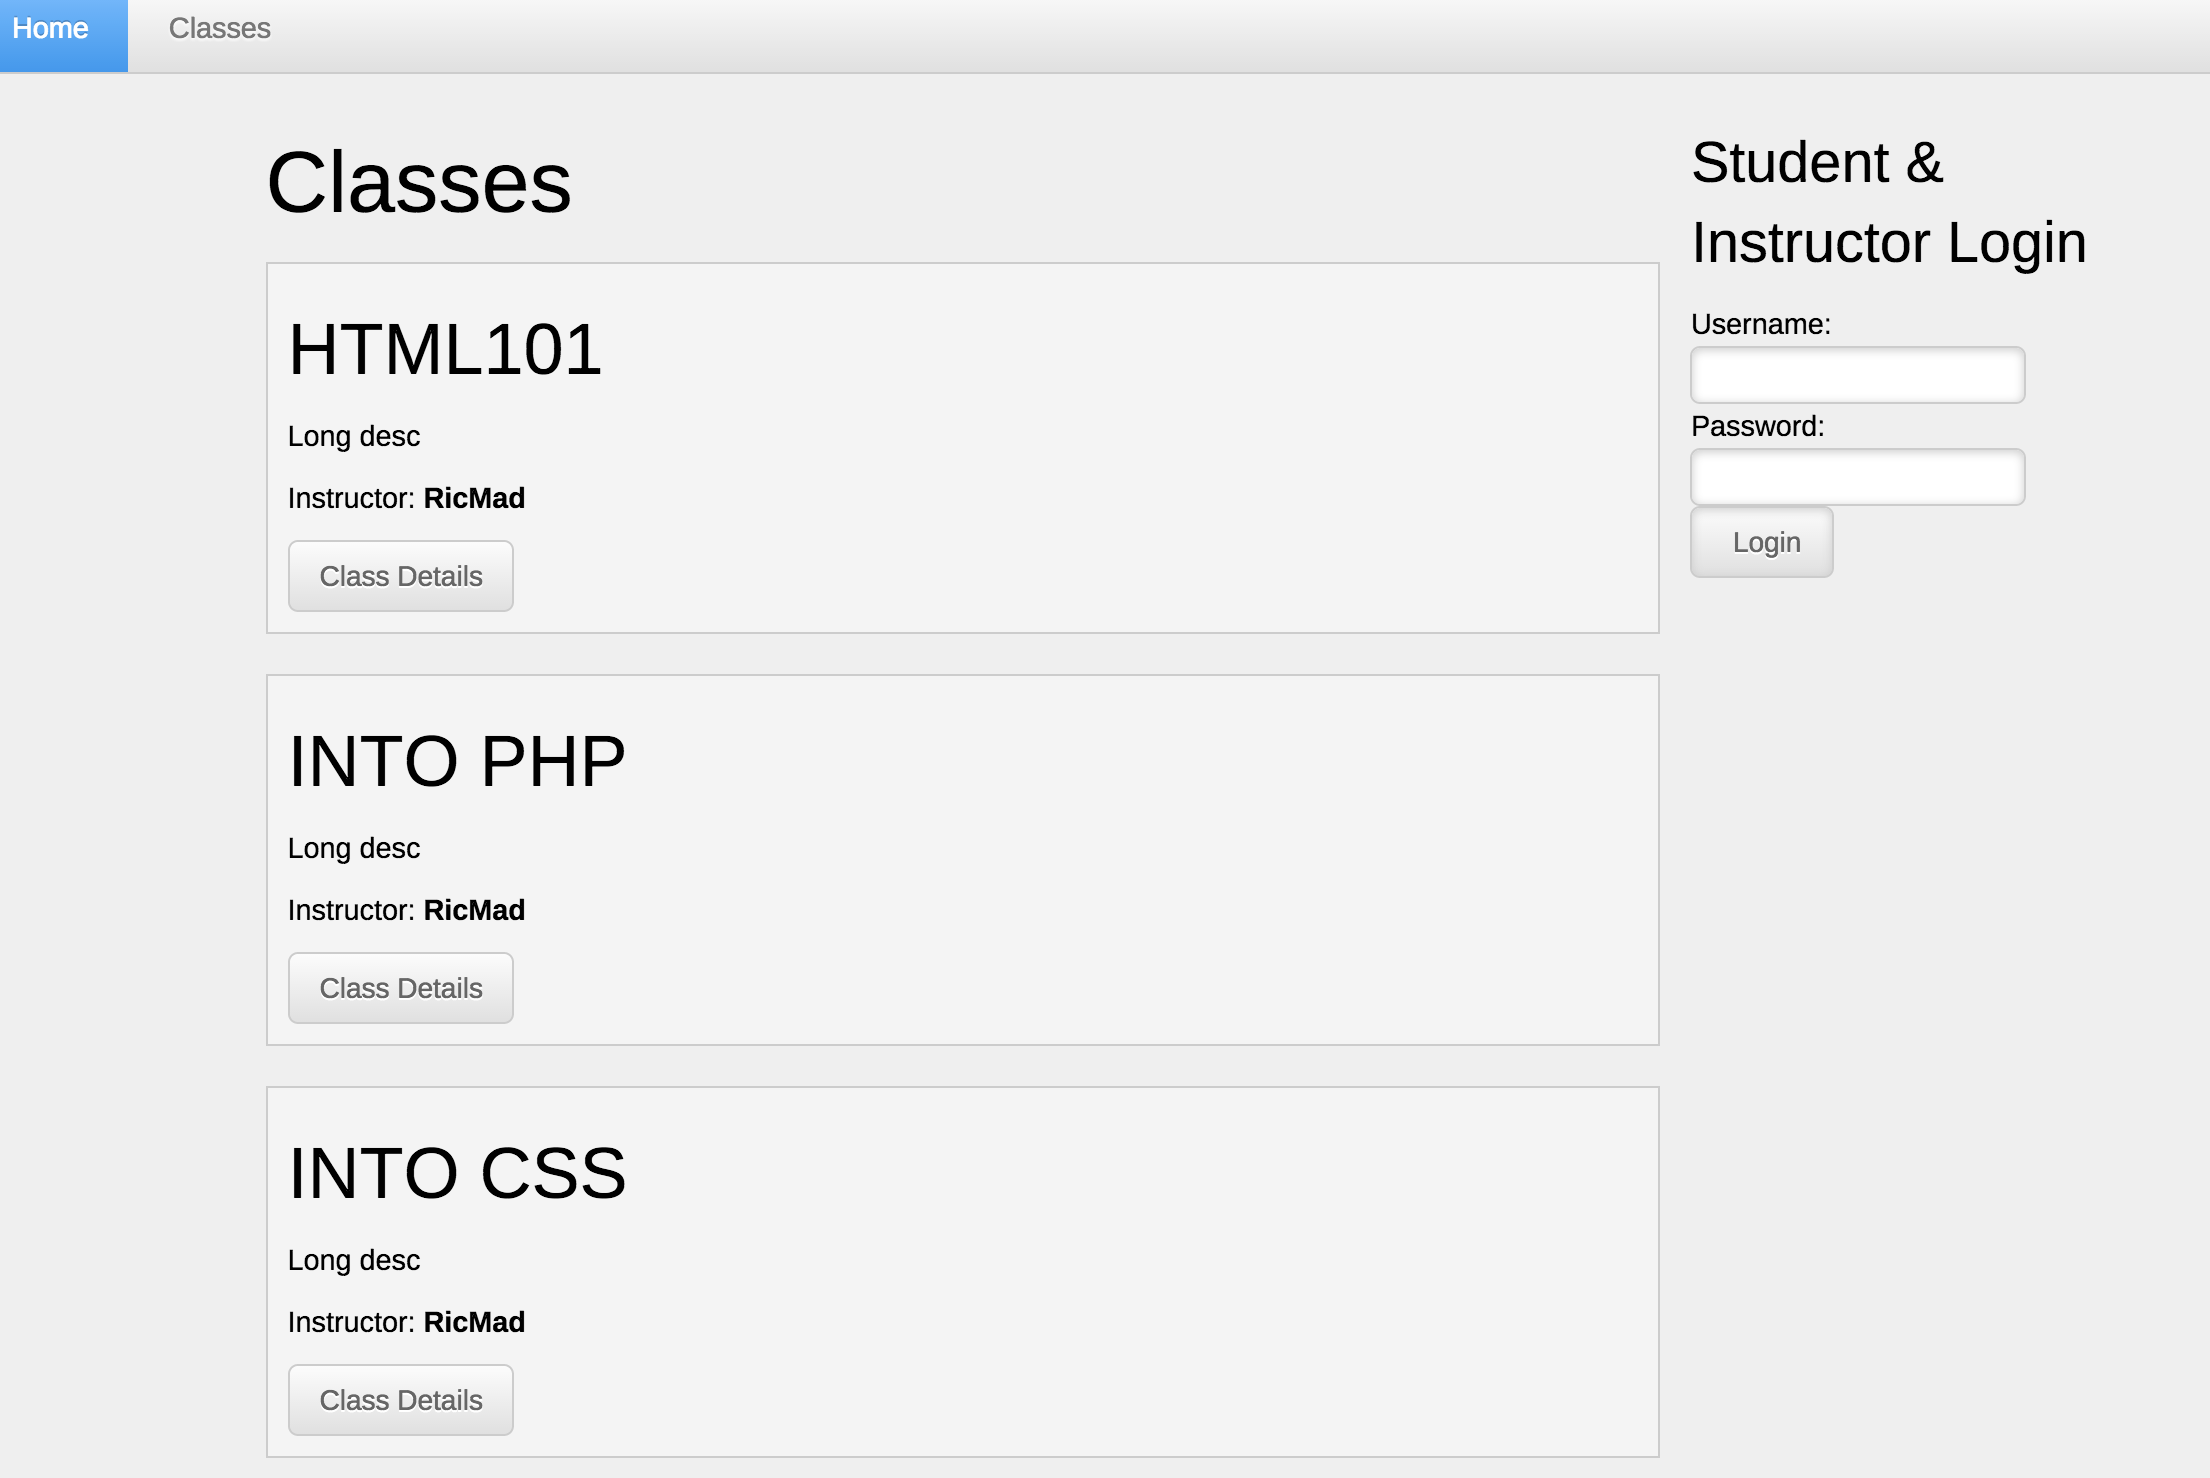 Home Classes
Classes
HTML101
Long desc
Instructor: RicMad
Class Details
INTO PHP
Long desc
Instructor: RicMad
Class Details
INTO CSS
Long desc
Instructor: RicMad
Class Details
Student &
Instructor Login
Username:
Password:
Login